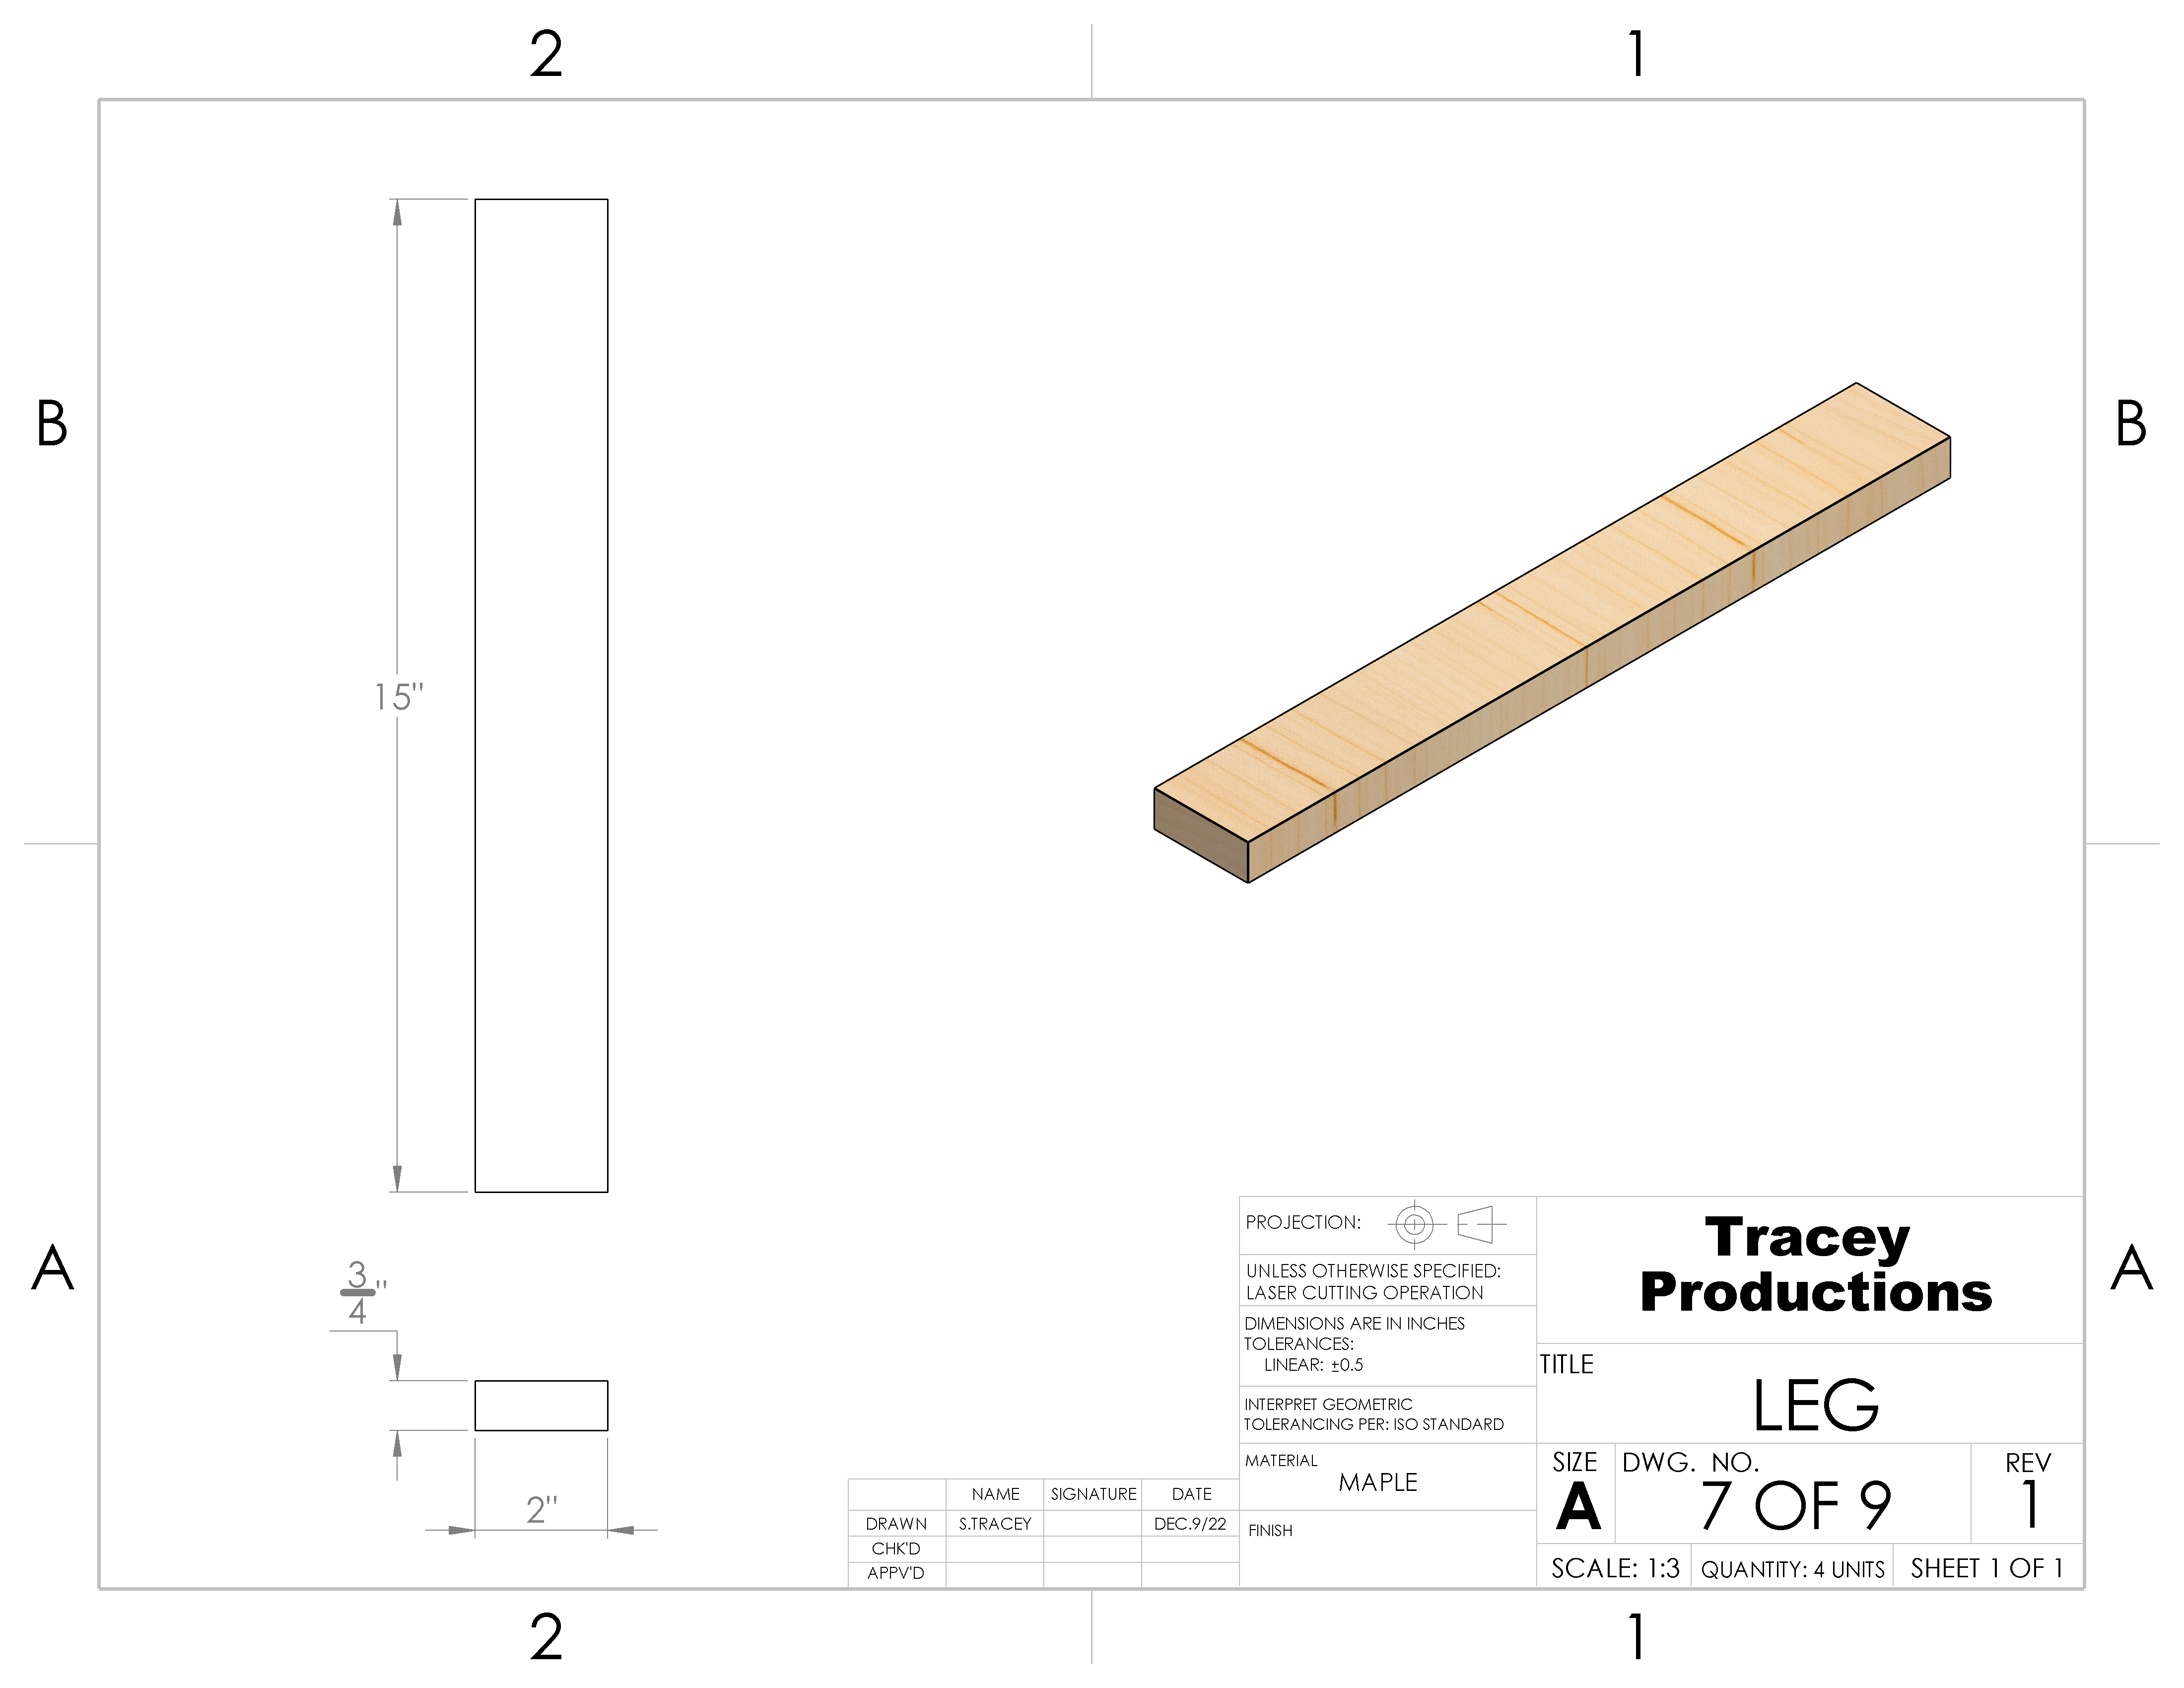 2 1
B B
15"
A A
3
4"
2"
PROJECTION:
UNLESS OTHERWISE SPECIFIED:
LASER CUTTING OPERATION
DIMENSIONS ARE IN INCHES
TOLERANCES:
LINEAR: ±0.5
INTERPRET GEOMETRIC
TOLERANCING PER: ISO STANDARD
MATERIAL
MAPLE
FINISH
NAME SIGNATURE DATE
DRAWN S.TRACEY DEC.9/22
CHK'D
APPV'D
Tracey
Productions
TITLE
LEG
SIZE DWG. NO. REV
A 7 OF 9 1
SCALE: 1:3 QUANTITY: 4 UNITS SHEET 1 OF 1
2 1